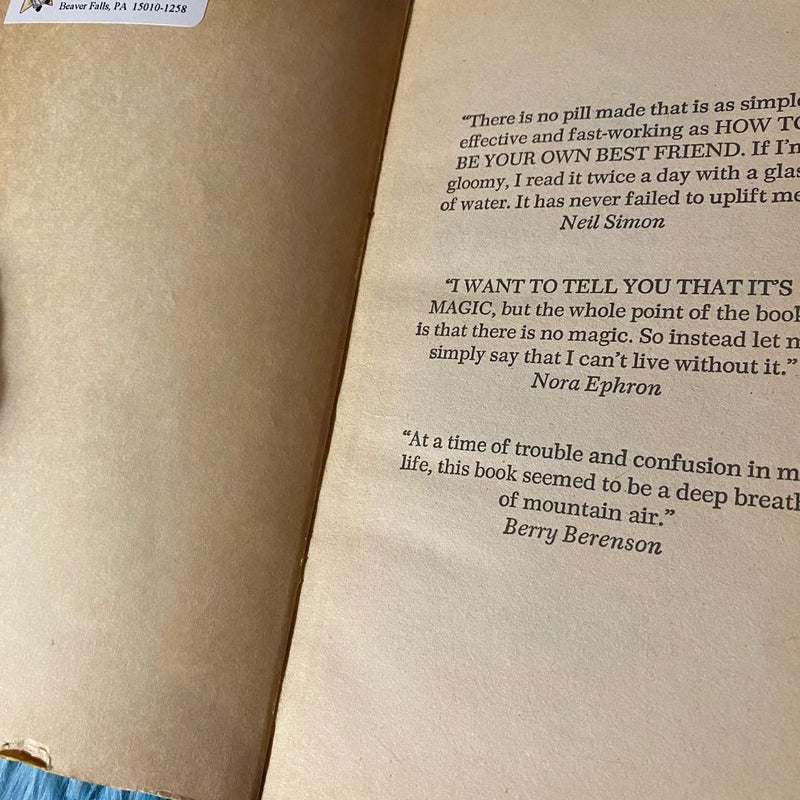 Beaver Falls, PA 15010-1258
“There is no pill made that is as simple
effective and fast-working as HOW TO
BE YOUR OWN BEST FRIEND. If I'm
gloomy, I read it twice a day with a glas
of water. It has never failed to uplift me
Neil Simon
“I WANT TO TELL YOU THAT IT'S
MAGIC, but the whole point of the book
is that there is no magic. So instead let m
simply say that I can't live without it.”
Nora Ephron
“At a time of trouble and confusion in m
life, this book seemed to be a deep breath
of mountain air.”
Berry Berenson